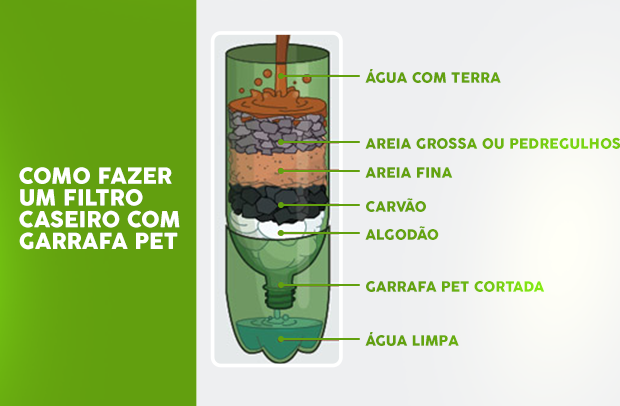 COMO FAZER
UM FILTRO
CASEIRO COM
GARRAFA PET
ÁGUA COM TERRA
AREIA GROSSA OU PEDREGULHOS
AREIA FINA
CARVÃO
ALGODÃO
GARRAFA PET CORTADA
ÁGUA LIMPA